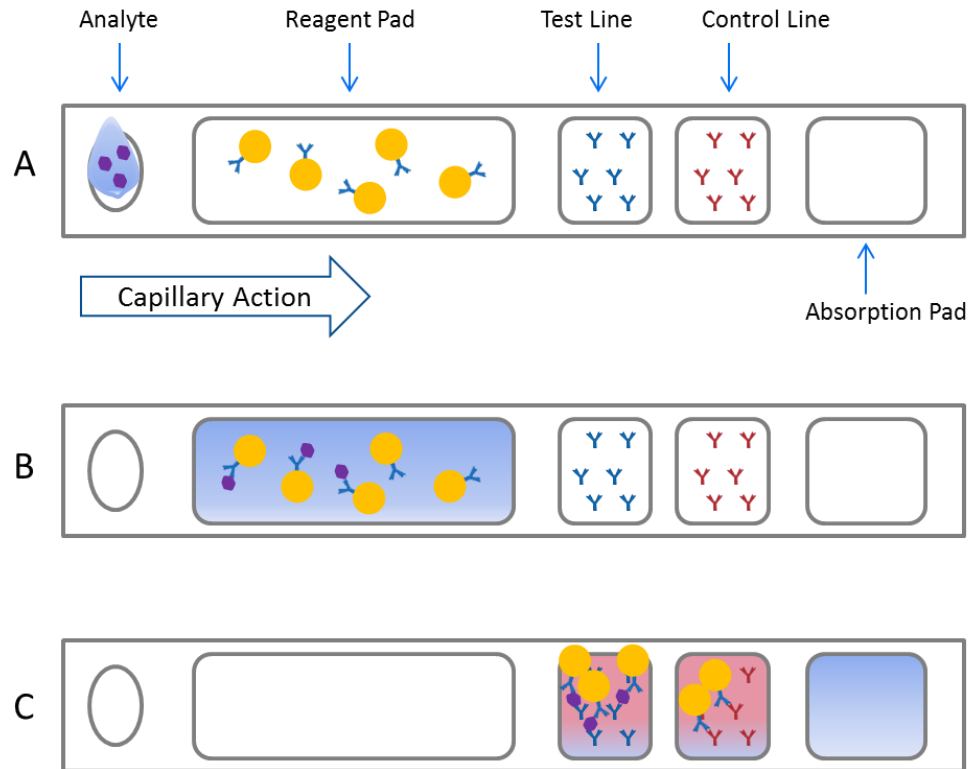 Analyte
Reagent Pad
Test Line
Control Line
A
Capillary Action
Absorption Pad
B
C